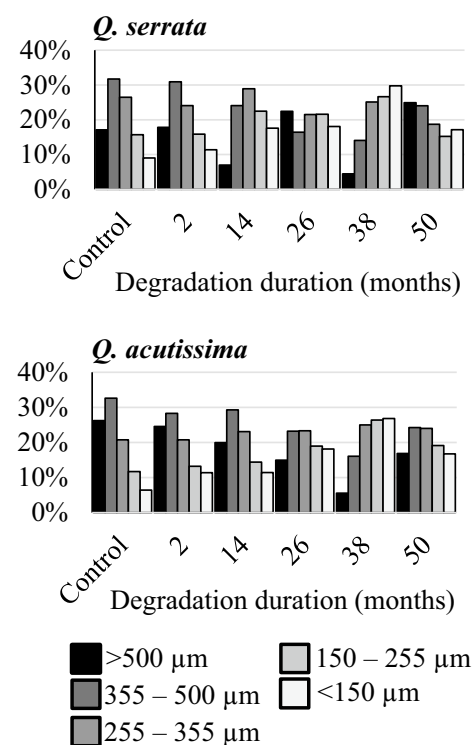 Q. serrata
40%
30%
20%
10%
0%
Control 2 14 26 38 50
Degradation duration (months)
Q. acutissima
40%
30%
20%
10%
0%
Control 2 14 26 38 50
Degradation duration (months)
>500 µm
355 – 500 µm
255 – 355 µm
150 – 255 µm
<150 µm